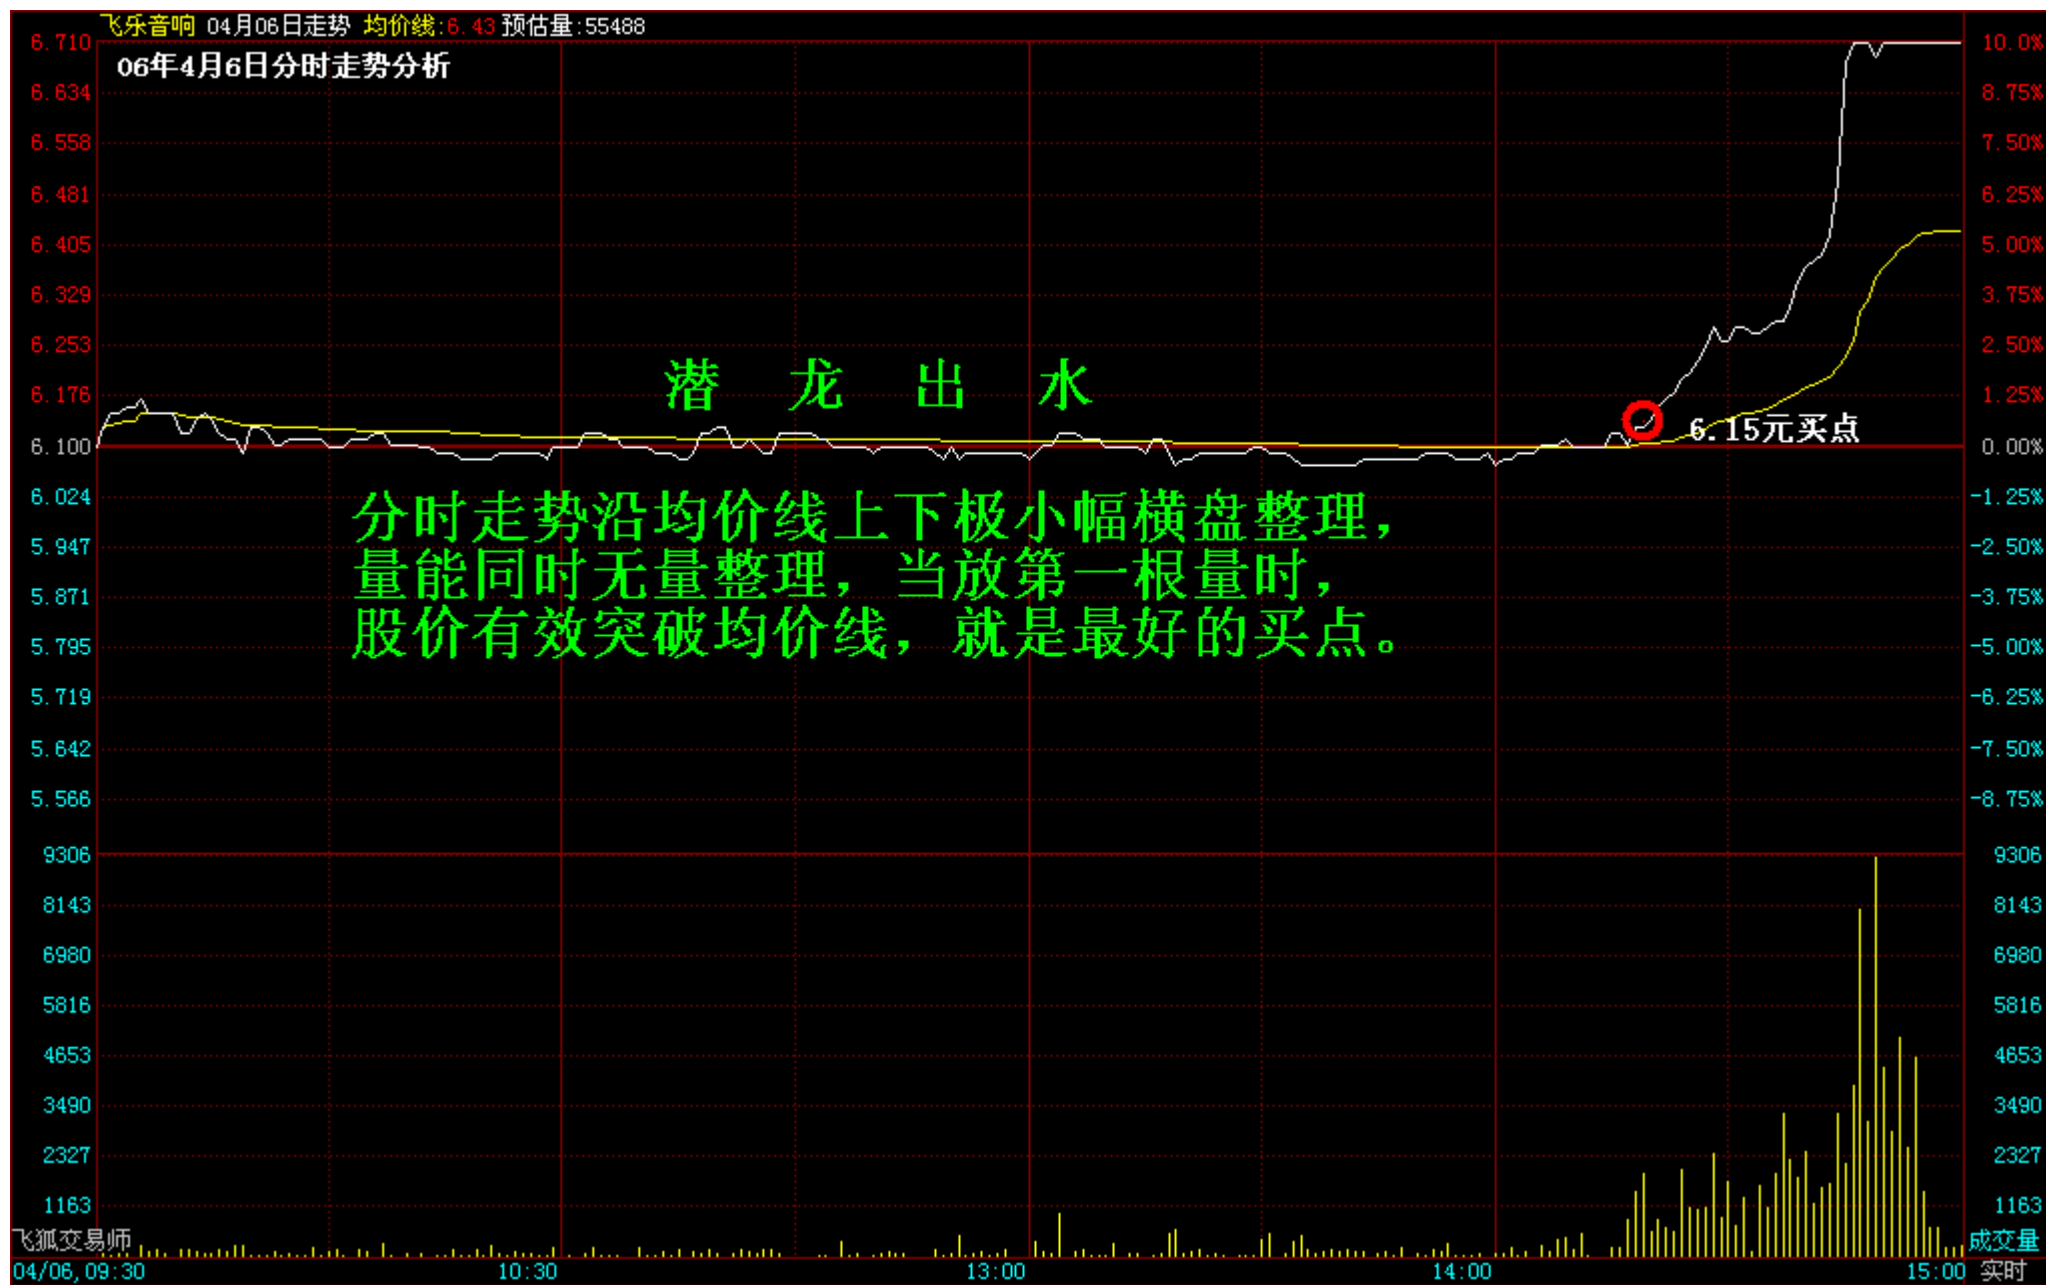 飞乐音响 04月06日走势 均价线:6.43 预估量:55488
06年4月6日分时走势分析
6.710 10.0%
6.634 8.75%
6.558 7.50%
6.481 6.25%
6.405 5.00%
6.329 3.75%
6.253 2.50%
6.176 1.25%
潜 龙 出 水
6.15元买点
6.100 0.00%
6.024 -1.25%
分时走势沿均价线上下极小幅横盘整理，
5.947 -2.50%
量能同时无量整理，当放第一根量时，
5.871 -3.75%
股价有效突破均价线，就是最好的买点。
5.795 -5.00%
5.719 -6.25%
5.642 -7.50%
5.566 -8.75%
9306 9306
8143 8143
6980 6980
5816 5816
4653 4653
3490 3490
2327 2327
1163 1163
飞狐交易师 成交量
04/06,09:30 10:30 13:00 14:00 15:00 实时